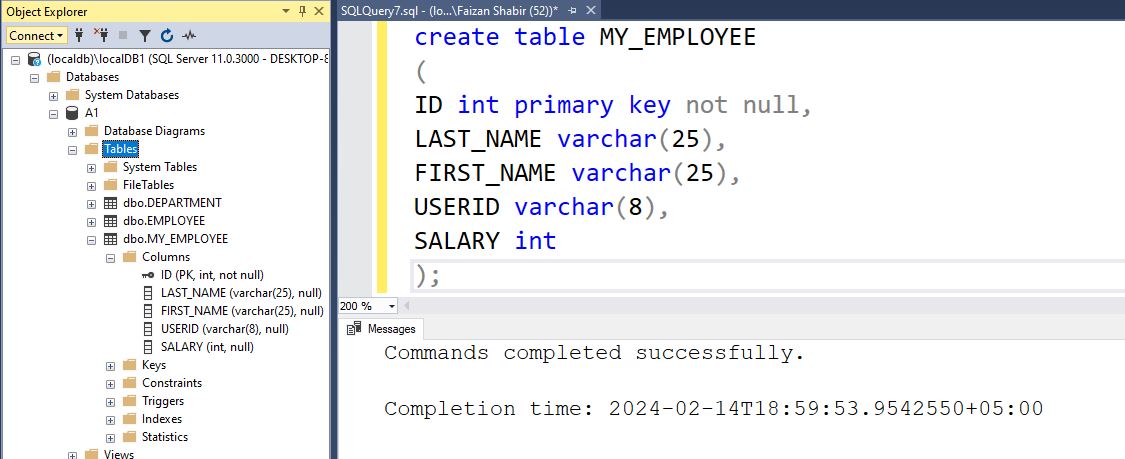 Object Explorer
Connect
(localdb)\localDB1 (SQL Server 11.0.3000 - DESKTOP-8
Databases
System Databases
A1
Database Diagrams
Tables
System Tables
FileTables
dbo.DEPARTMENT
dbo.EMPLOYEE
dbo.MY_EMPLOYEE
Columns
ID (PK, int, not null)
LAST_NAME (varchar(25), null)
FIRST_NAME (varchar(25), null)
USERID (varchar(8), null)
SALARY (int, null)
Keys
Constraints
Triggers
Indexes
Statistics
Views
SQLQuery7.sql - (lo...\Faizan Shabir (52))*
create table MY_EMPLOYEE
(
ID int primary key not null,
LAST_NAME varchar(25),
FIRST_NAME varchar(25),
USERID varchar(8),
SALARY int
);
200 %
Messages
Commands completed successfully.
Completion time: 2024-02-14T18:59:53.9542550+05:00